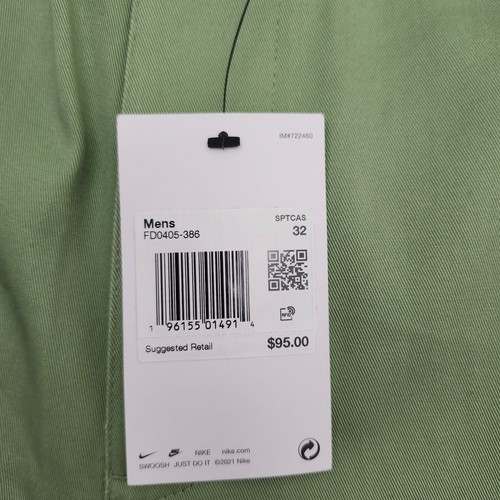 IM#722460
Mens
SPTCAS
FD0405-386
32
RFID
1 96155 01491 4
Suggested Retail $95.00
NIKE nike.com
SWOOSH JUST DO IT ©2021 Nike